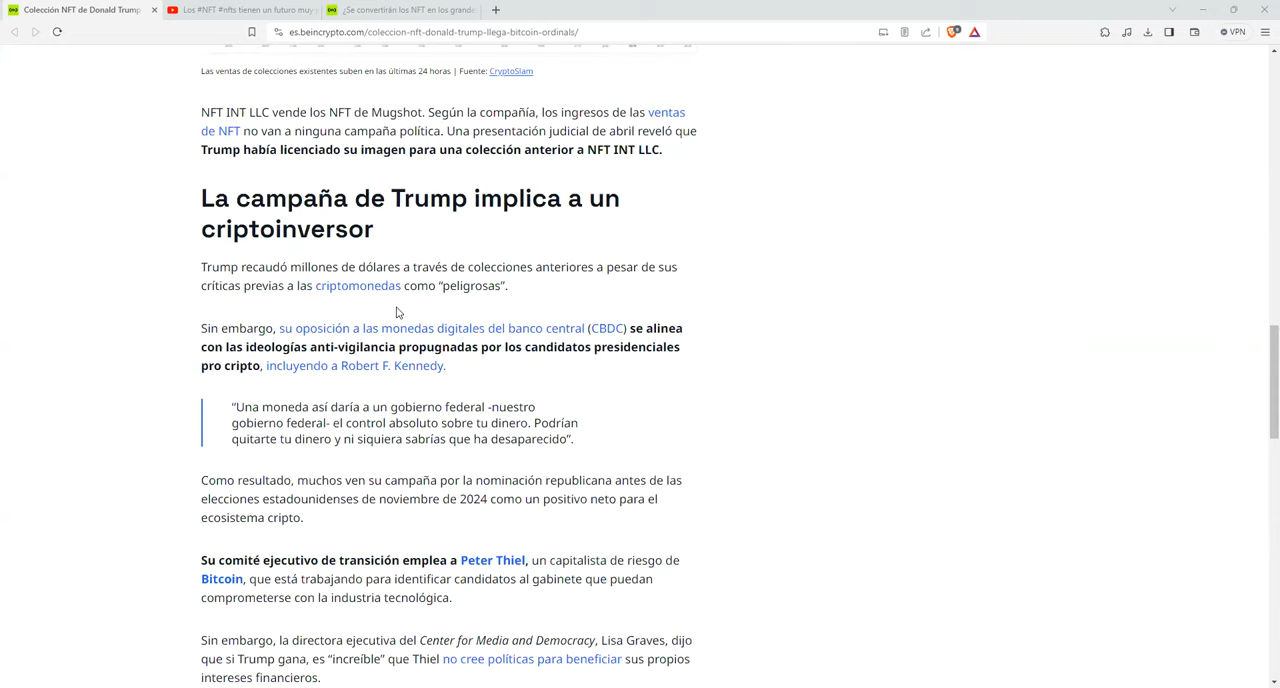 Colección NFT de Donald Trump
Los #NFT #nfts tienen un futuro muy
¿Se convertirán los NFT en los grande
es.beincrypto.com/coleccion-nft-donald-trump-llega-bitcoin-ordinals/
VPN
Las ventas de colecciones existentes suben en las últimas 24 horas | Fuente: CryptoSlam
NFT INT LLC vende los NFT de Mugshot. Según la compañía, los ingresos de las ventas
de NFT no van a ninguna campaña política. Una presentación judicial de abril reveló que
Trump había licenciado su imagen para una colección anterior a NFT INT LLC.
La campaña de Trump implica a un
criptoinversor
Trump recaudó millones de dólares a través de colecciones anteriores a pesar de sus
críticas previas a las criptomonedas como “peligrosas”.
Sin embargo, su oposición a las monedas digitales del banco central (CBDC) se alinea
con las ideologías anti-vigilancia propugnadas por los candidatos presidenciales
pro cripto, incluyendo a Robert F. Kennedy.
“Una moneda así daría a un gobierno federal -nuestro
gobierno federal- el control absoluto sobre tu dinero. Podrían
quitarte tu dinero y ni siquiera sabrías que ha desaparecido”.
Como resultado, muchos ven su campaña por la nominación republicana antes de las
elecciones estadounidenses de noviembre de 2024 como un positivo neto para el
ecosistema cripto.
Su comité ejecutivo de transición emplea a Peter Thiel, un capitalista de riesgo de
Bitcoin, que está trabajando para identificar candidatos al gabinete que puedan
comprometerse con la industria tecnológica.
Sin embargo, la directora ejecutiva del Center for Media and Democracy, Lisa Graves, dijo
que si Trump gana, es “increíble” que Thiel no cree políticas para beneficiar sus propios
intereses financieros.